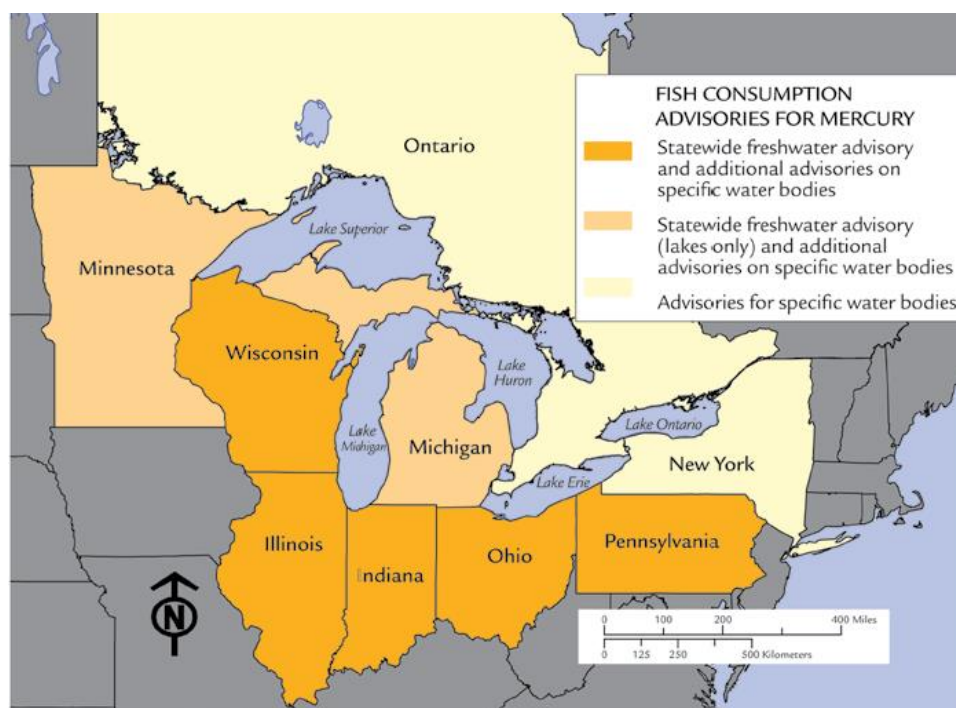 FISH CONSUMPTION
ADVISORIES FOR MERCURY
Statewide freshwater advisory
and additional advisories on
specific water bodies
Statewide freshwater advisory
(lakes only) and additional
advisories on specific water bodies
Advisories for specific water bodies
Ontario
Lake Superior
Minnesota
Wisconsin
Lake
Huron
Lake
Michigan
Michigan
Lake Ontario
New York
Lake Erie
Illinois
Indiana
Ohio
Pennsylvania
N
0 100 200 400 Miles
0 125 250 500 Kilometers